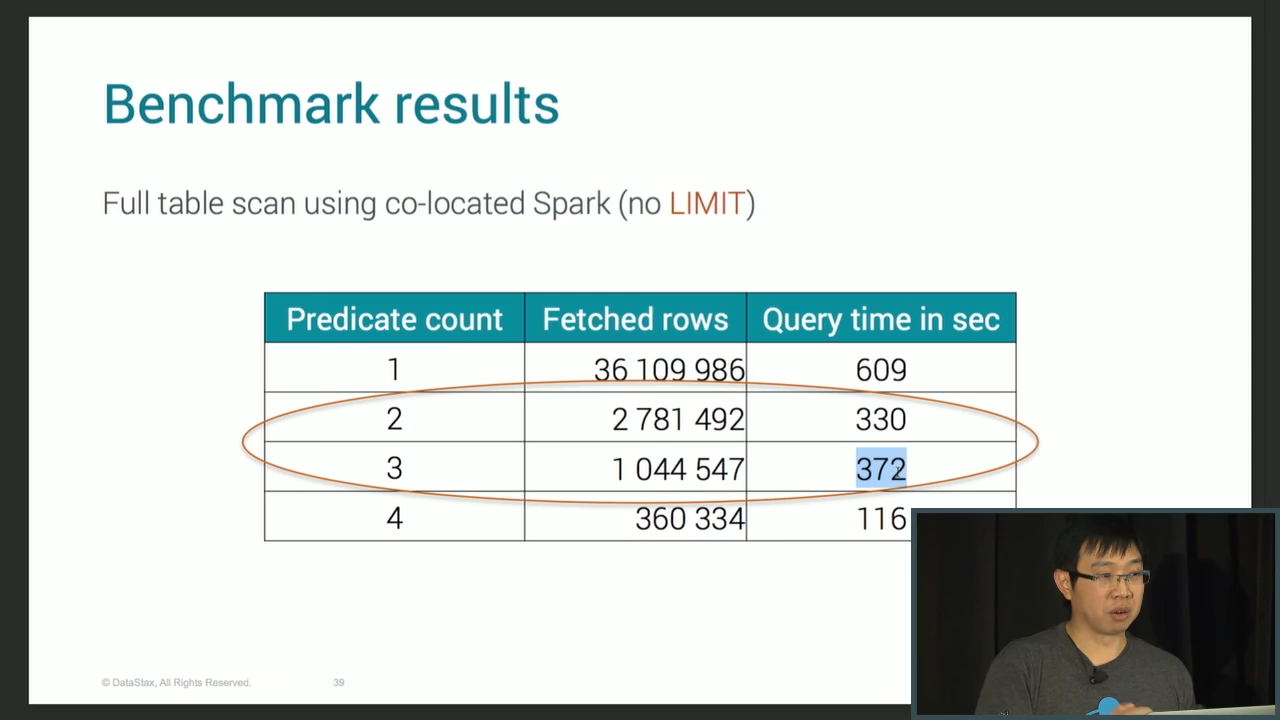 Benchmark results
Full table scan using co-located Spark (no LIMIT)
Predicate count Fetched rows Query time in sec
1 36 109 986 609
2 2 781 492 330
3 1 044 547 372
4 360 334 116
© DataStax, All Rights Reserved. 39